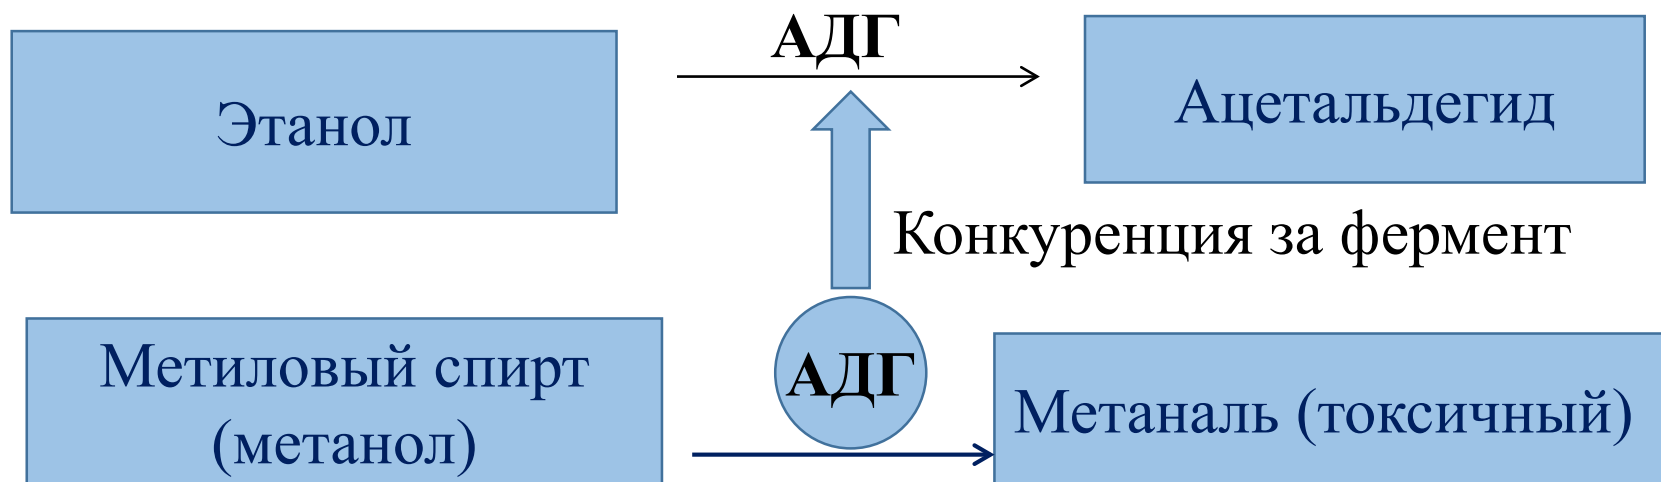 АДГ
Этанол
Ацетальдегид
Конкуренция за фермент
Метиловый спирт
(метанол)
АДГ
Метаналь (токсичный)